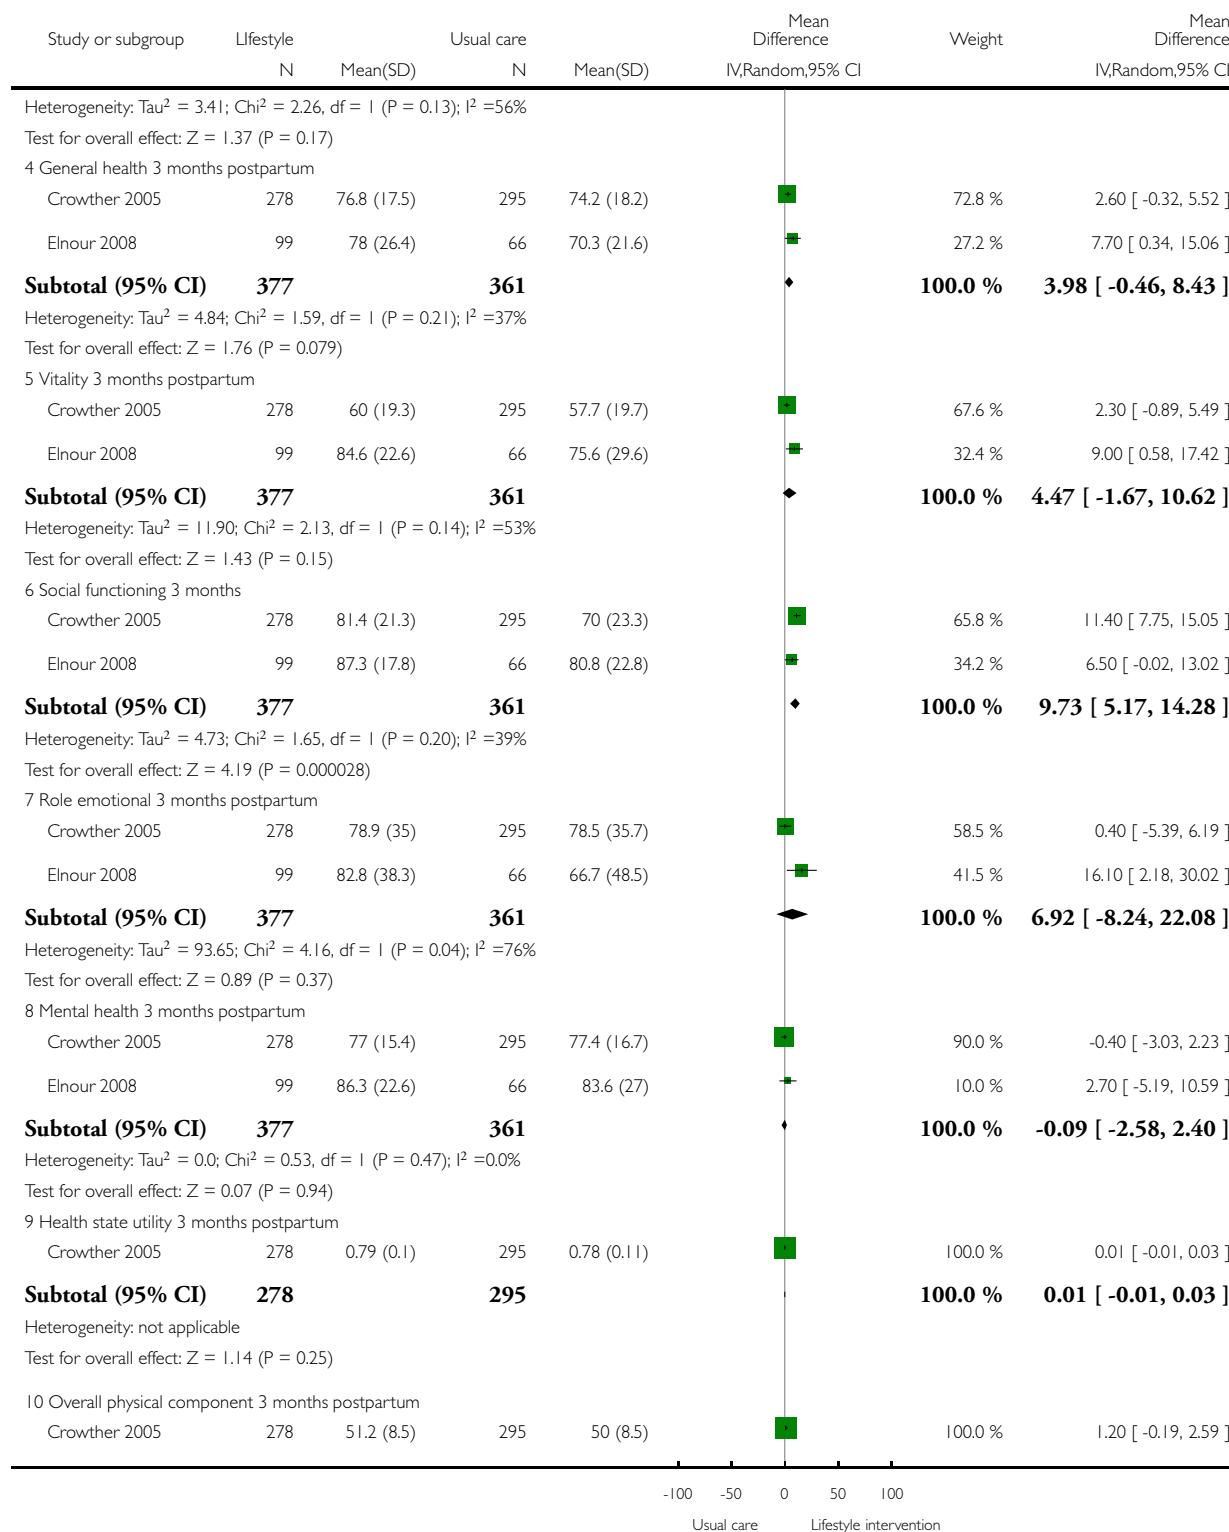 Study or subgroup LIfestyle Usual care Mean Difference Weight Mean Difference
N Mean(SD) N Mean(SD) IV,Random,95% CI IV,Random,95% CI
Heterogeneity: Tau² = 3.41; Chi² = 2.26, df = 1 (P = 0.13); I² =56%
Test for overall effect: Z = 1.37 (P = 0.17)
4 General health 3 months postpartum
Crowther 2005 278 76.8 (17.5) 295 74.2 (18.2) 72.8 % 2.60 [ -0.32, 5.52 ]
Elnour 2008 99 78 (26.4) 66 70.3 (21.6) 27.2 % 7.70 [ 0.34, 15.06 ]
Subtotal (95% CI) 377 361 100.0 % 3.98 [ -0.46, 8.43 ]
Heterogeneity: Tau² = 4.84; Chi² = 1.59, df = 1 (P = 0.21); I² =37%
Test for overall effect: Z = 1.76 (P = 0.079)
5 Vitality 3 months postpartum
Crowther 2005 278 60 (19.3) 295 57.7 (19.7) 67.6 % 2.30 [ -0.89, 5.49 ]
Elnour 2008 99 84.6 (22.6) 66 75.6 (29.6) 32.4 % 9.00 [ 0.58, 17.42 ]
Subtotal (95% CI) 377 361 100.0 % 4.47 [ -1.67, 10.62 ]
Heterogeneity: Tau² = 11.90; Chi² = 2.13, df = 1 (P = 0.14); I² =53%
Test for overall effect: Z = 1.43 (P = 0.15)
6 Social functioning 3 months
Crowther 2005 278 81.4 (21.3) 295 70 (23.3) 65.8 % 11.40 [ 7.75, 15.05 ]
Elnour 2008 99 87.3 (17.8) 66 80.8 (22.8) 34.2 % 6.50 [ -0.02, 13.02 ]
Subtotal (95% CI) 377 361 100.0 % 9.73 [ 5.17, 14.28 ]
Heterogeneity: Tau² = 4.73; Chi² = 1.65, df = 1 (P = 0.20); I² =39%
Test for overall effect: Z = 4.19 (P = 0.000028)
7 Role emotional 3 months postpartum
Crowther 2005 278 78.9 (35) 295 78.5 (35.7) 58.5 % 0.40 [ -5.39, 6.19 ]
Elnour 2008 99 82.8 (38.3) 66 66.7 (48.5) 41.5 % 16.10 [ 2.18, 30.02 ]
Subtotal (95% CI) 377 361 100.0 % 6.92 [ -8.24, 22.08 ]
Heterogeneity: Tau² = 93.65; Chi² = 4.16, df = 1 (P = 0.04); I² =76%
Test for overall effect: Z = 0.89 (P = 0.37)
8 Mental health 3 months postpartum
Crowther 2005 278 77 (15.4) 295 77.4 (16.7) 90.0 % -0.40 [ -3.03, 2.23 ]
Elnour 2008 99 86.3 (22.6) 66 83.6 (27) 10.0 % 2.70 [ -5.19, 10.59 ]
Subtotal (95% CI) 377 361 100.0 % -0.09 [ -2.58, 2.40 ]
Heterogeneity: Tau² = 0.0; Chi² = 0.53, df = 1 (P = 0.47); I² =0.0%
Test for overall effect: Z = 0.07 (P = 0.94)
9 Health state utility 3 months postpartum
Crowther 2005 278 0.79 (0.1) 295 0.78 (0.11) 100.0 % 0.01 [ -0.01, 0.03 ]
Subtotal (95% CI) 278 295 100.0 % 0.01 [ -0.01, 0.03 ]
Heterogeneity: not applicable
Test for overall effect: Z = 1.14 (P = 0.25)
10 Overall physical component 3 months postpartum
Crowther 2005 278 51.2 (8.5) 295 50 (8.5) 100.0 % 1.20 [ -0.19, 2.59 ]
-100 -50 0 50 100
Usual care Lifestyle intervention